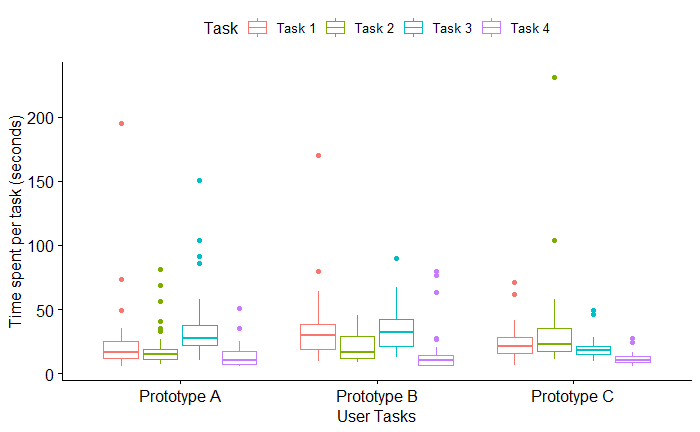 Task Task 1 Task 2 Task 3 Task 4
Time spent per task (seconds)
200
150
100
50
0
Prototype A Prototype B Prototype C
User Tasks